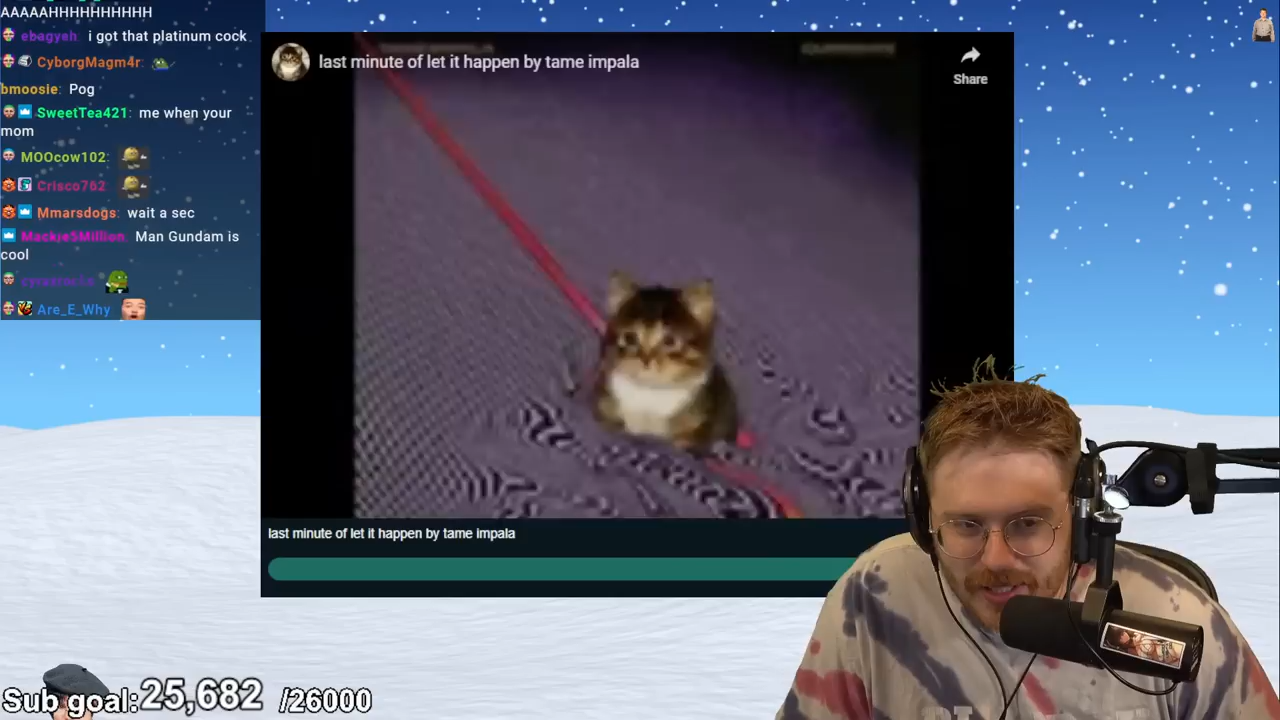 AAAAAHHHHHHHHHH
ebagyeh: i got that platinum cock
CyborgMagm4r:
bmoosie: Pog
SweetTea421: me when your
mom
MOOcow102:
Crisco762:
Mmarsdogs: wait a sec
Mackie5Million: Man Gundam is
cool
Are_E_Why
last minute of let it happen by tame impala
Share
last minute of let it happen by tame impala
Sub goal: 25,682 /26000